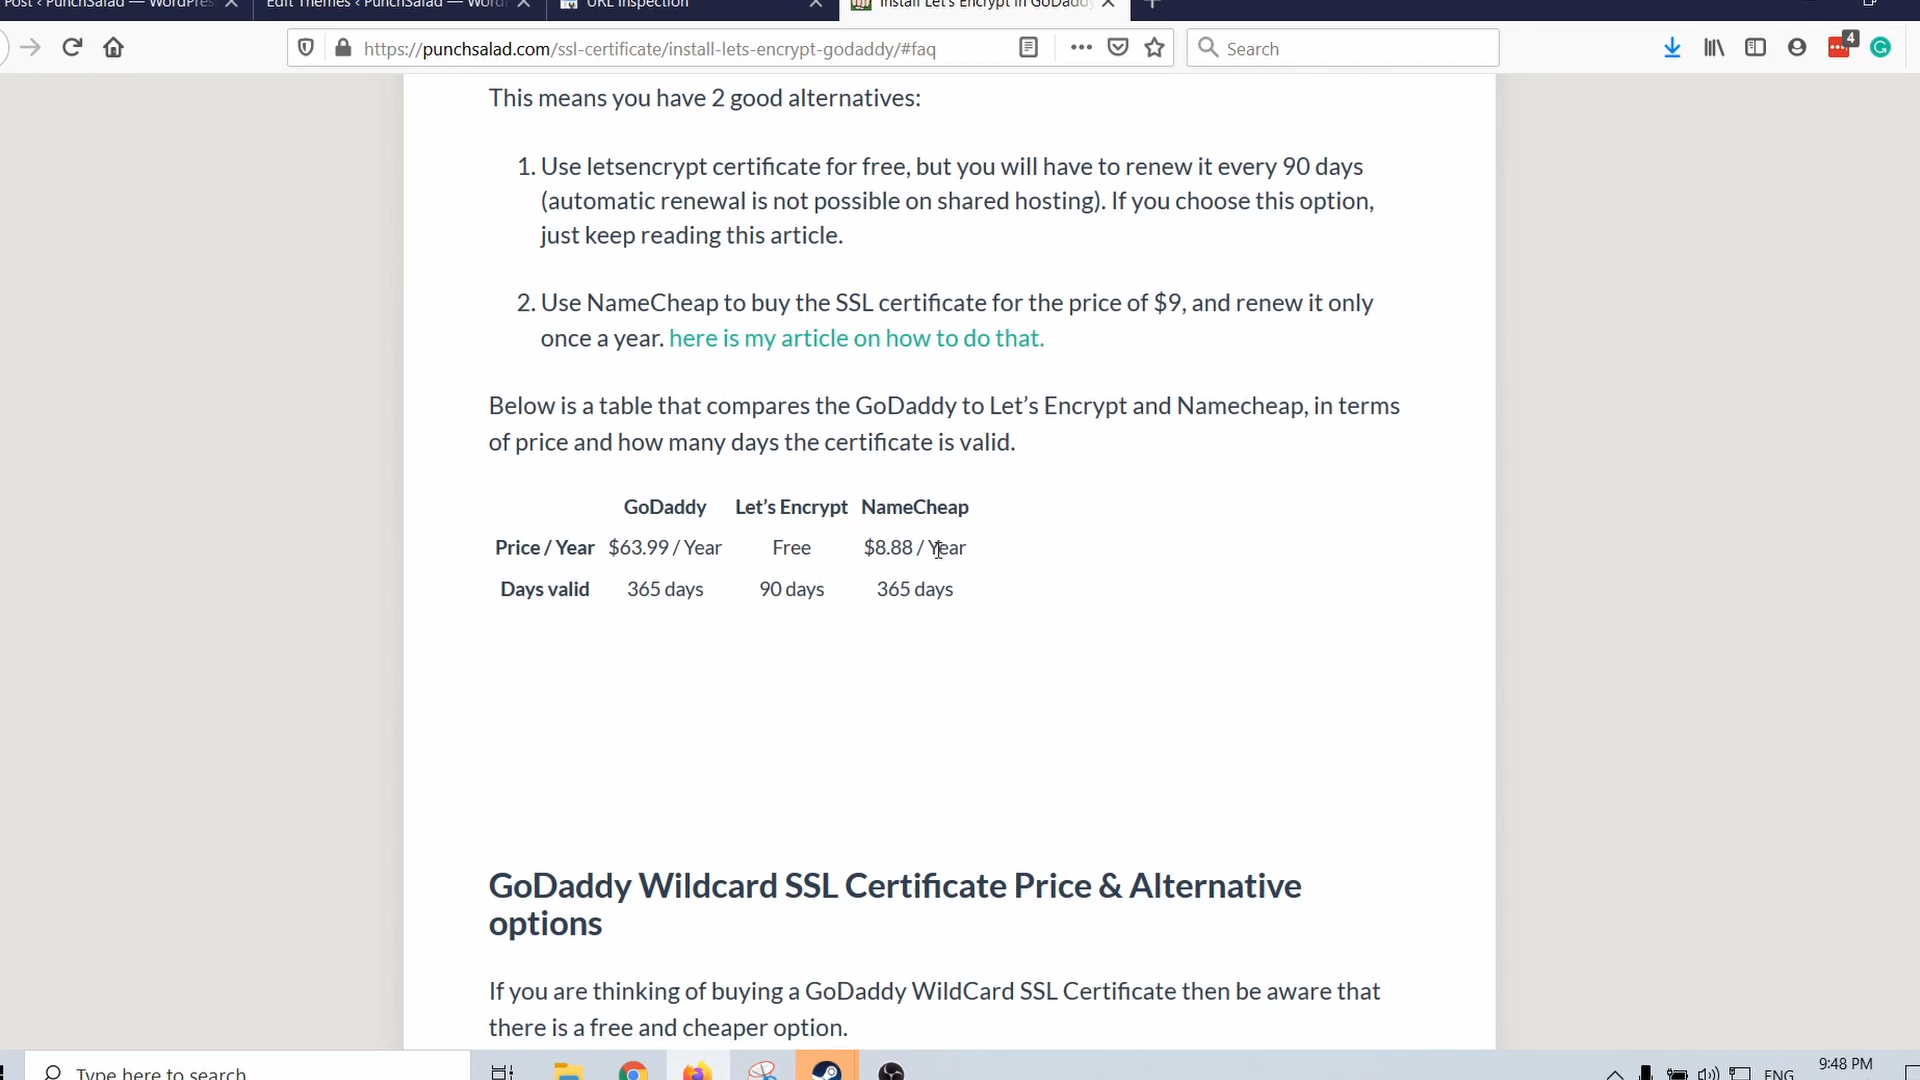 Post ‹ PunchSalad — WordPres
Edit Themes ‹ PunchSalad — Word
URL Inspection
Install Let's Encrypt in GoDaddy
https://punchsalad.com/ssl-certificate/install-lets-encrypt-godaddy/#faq
Search
4
This means you have 2 good alternatives:
1. Use letsencrypt certificate for free, but you will have to renew it every 90 days
(automatic renewal is not possible on shared hosting). If you choose this option,
just keep reading this article.
2. Use NameCheap to buy the SSL certificate for the price of $9, and renew it only
once a year. here is my article on how to do that.
Below is a table that compares the GoDaddy to Let’s Encrypt and Namecheap, in terms
of price and how many days the certificate is valid.
GoDaddy Let’s Encrypt NameCheap
Price / Year $63.99 / Year Free $8.88 / Year
Days valid 365 days 90 days 365 days
GoDaddy Wildcard SSL Certificate Price & Alternative
options
If you are thinking of buying a GoDaddy WildCard SSL Certificate then be aware that
there is a free and cheaper option.
Type here to search
ENG
9:48 PM